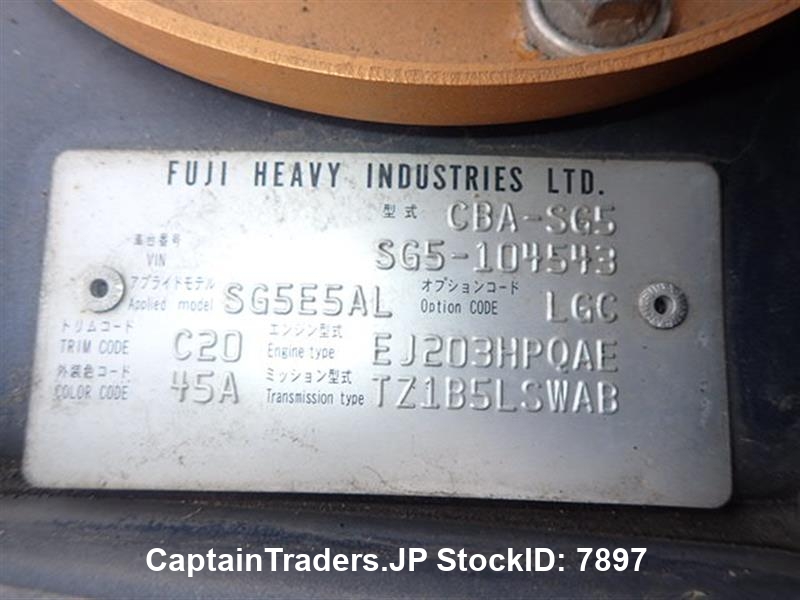 FUJI HEAVY INDUSTRIES LTD.
型式 CBA-SG5
車台番号
VIN SG5-104543
アプライドモデル オプションコード
Applied model SG5E5AL Option CODE LGC
トリムコード エンジン型式
TRIM CODE C20 Engine type EJ203HPQAE
外装色コード ミッション型式
COLOR CODE 45A Transmission type TZ1B5LSWAB
CaptainTraders.JP StockID: 7897